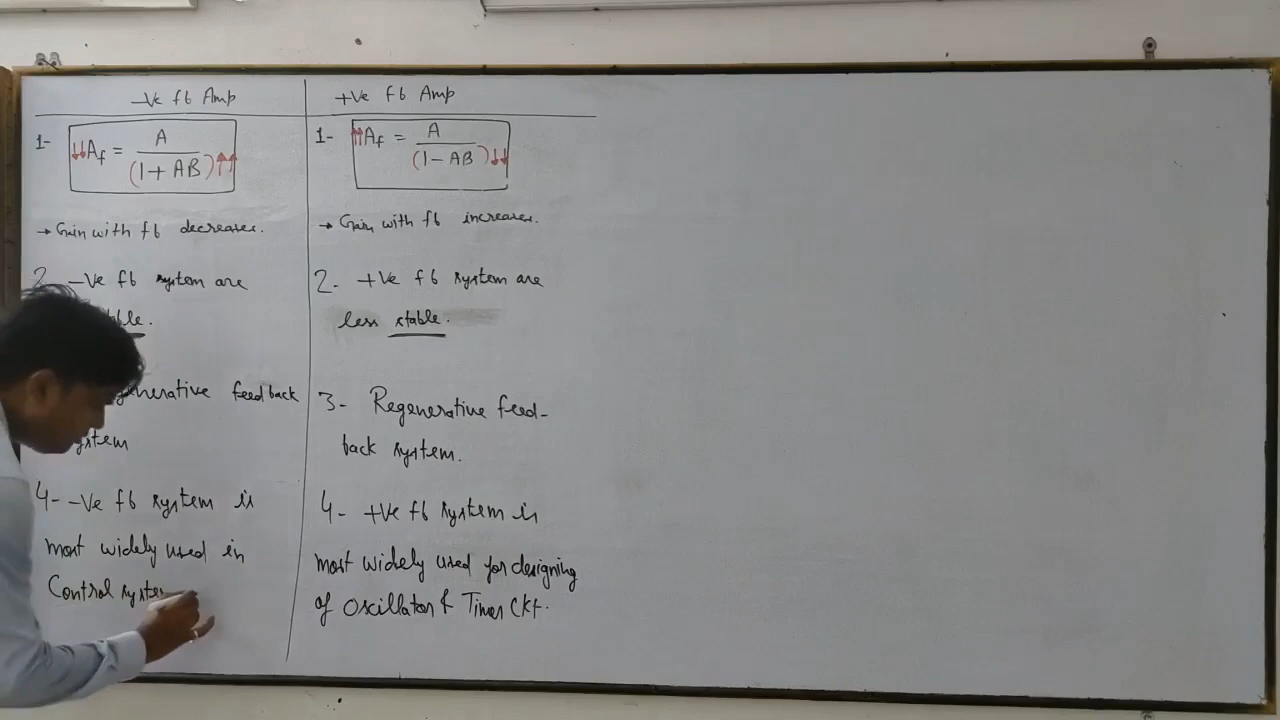 -Ve fb Amp
1- ↓↓Af = A / (1 + AB)↑↑
→ Gain with fb decreases.
2. -Ve fb system are
feedback
4- -Ve fb system is
most widely used in
Control syste
+Ve fb Amp
1- ↑↑Af = A / (1 - AB)↓↓
→ Gain with fb increases.
2. +Ve fb system are
less stable.
3- Regenerative feed-
back system.
4- +Ve fb system is
most widely used for designing
of Oscillator & Timer Ckt.